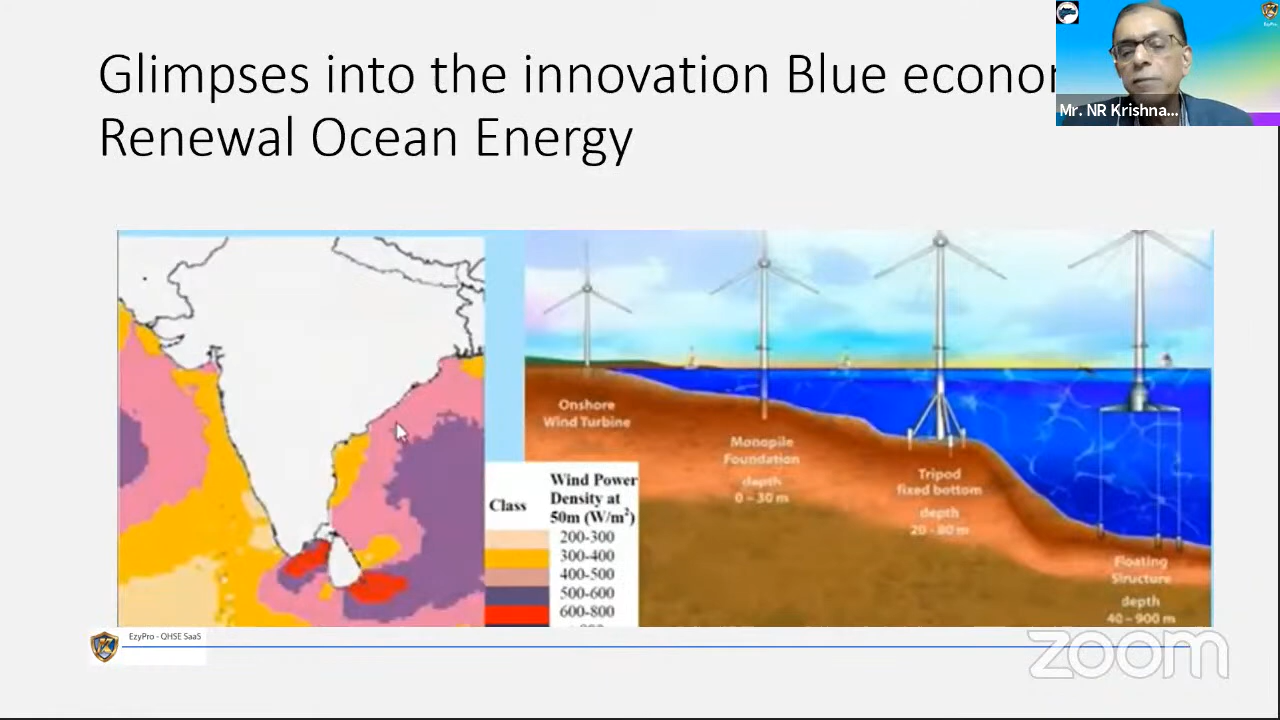 Glimpses into the innovation Blue econo
Renewal Ocean Energy
Mr. NR Krishna...
Onshore
Wind Turbine
Monopile
Foundation
depth
0 – 30 m
Tripod
fixed bottom
depth
20 - 80 m
Floating
Structure
depth
40 – 900 m
Class
Wind Power
Density at
50m (W/m²)
200-300
300-400
400-500
500-600
600-800
EzyPro - QHSE SaaS
zoom